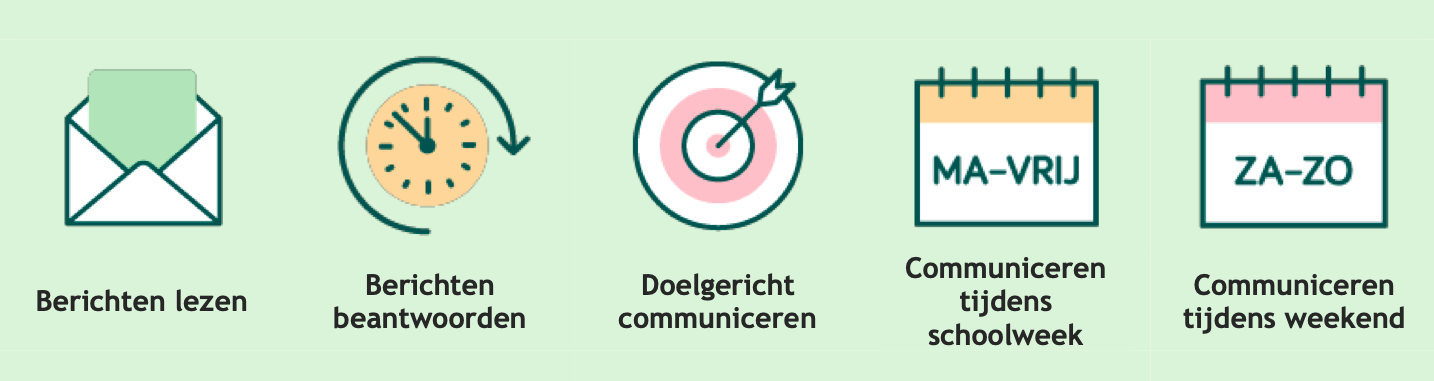 MA–VRIJ
ZA–ZO
Berichten lezen
Berichten
beantwoorden
Doelgericht
communiceren
Communiceren
tijdens
schoolweek
Communiceren
tijdens weekend